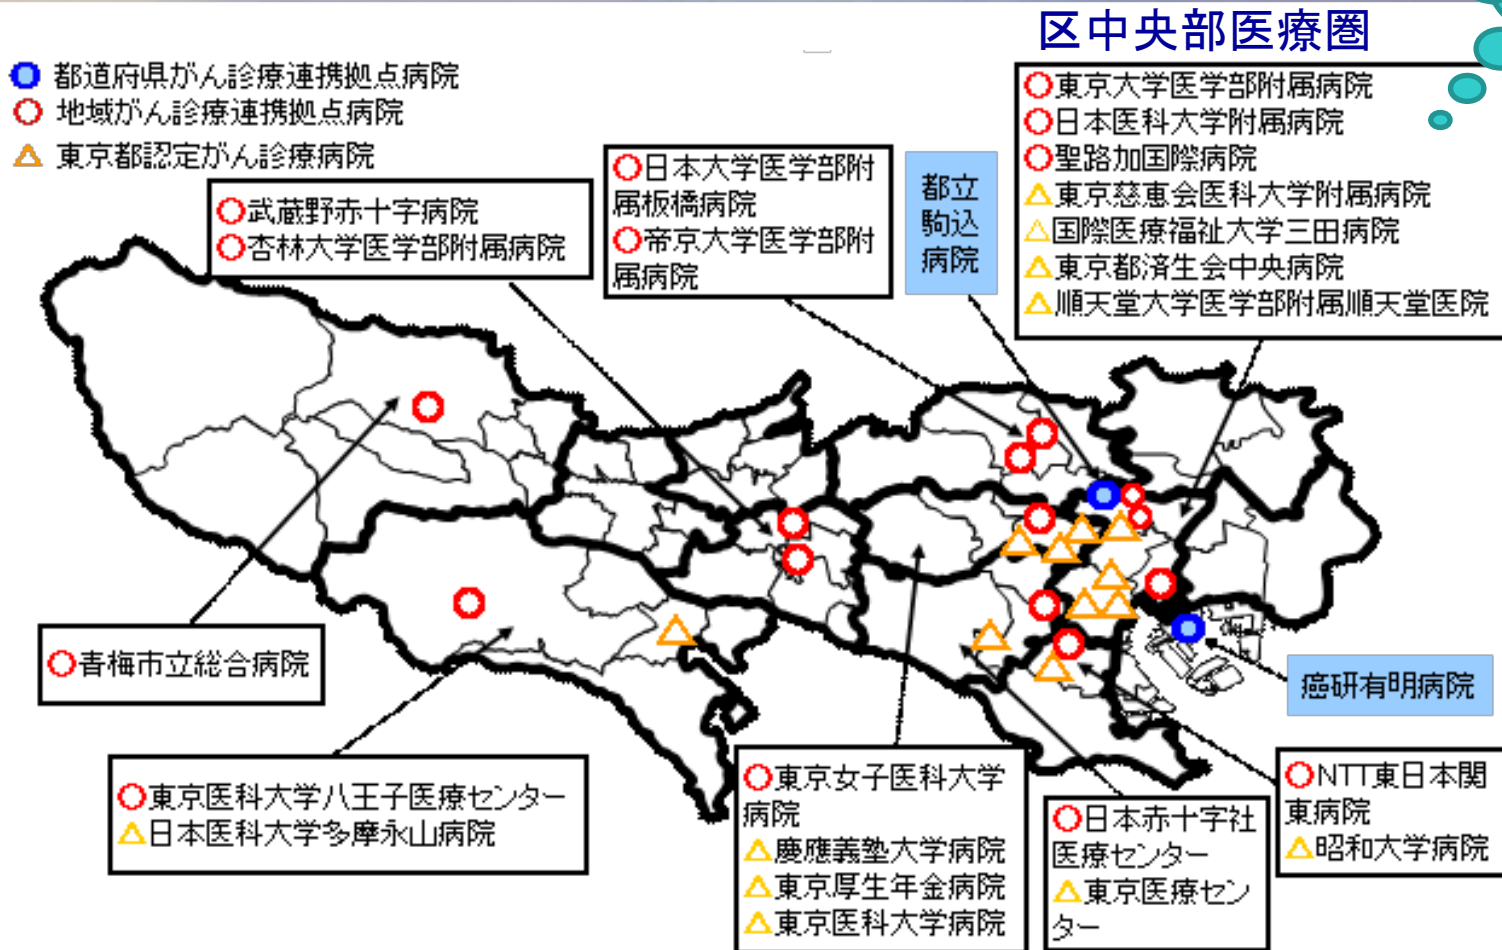 区中央部医療圏
都道府県がん診療連携拠点病院
地域がん診療連携拠点病院
東京都認定がん診療病院
武蔵野赤十字病院
杏林大学医学部附属病院
日本大学医学部附
属板橋病院
帝京大学医学部附
属病院
都立
駒込
病院
東京大学医学部附属病院
日本医科大学附属病院
聖路加国際病院
東京慈恵会医科大学附属病院
国際医療福祉大学三田病院
東京都済生会中央病院
順天堂大学医学部附属順天堂医院
青梅市立総合病院
癌研有明病院
東京医科大学八王子医療センター
日本医科大学多摩永山病院
東京女子医科大学
病院
慶應義塾大学病院
東京厚生年金病院
東京医科大学病院
日本赤十字社
医療センター
東京医療セン
ター
NTT東日本関
東病院
昭和大学病院